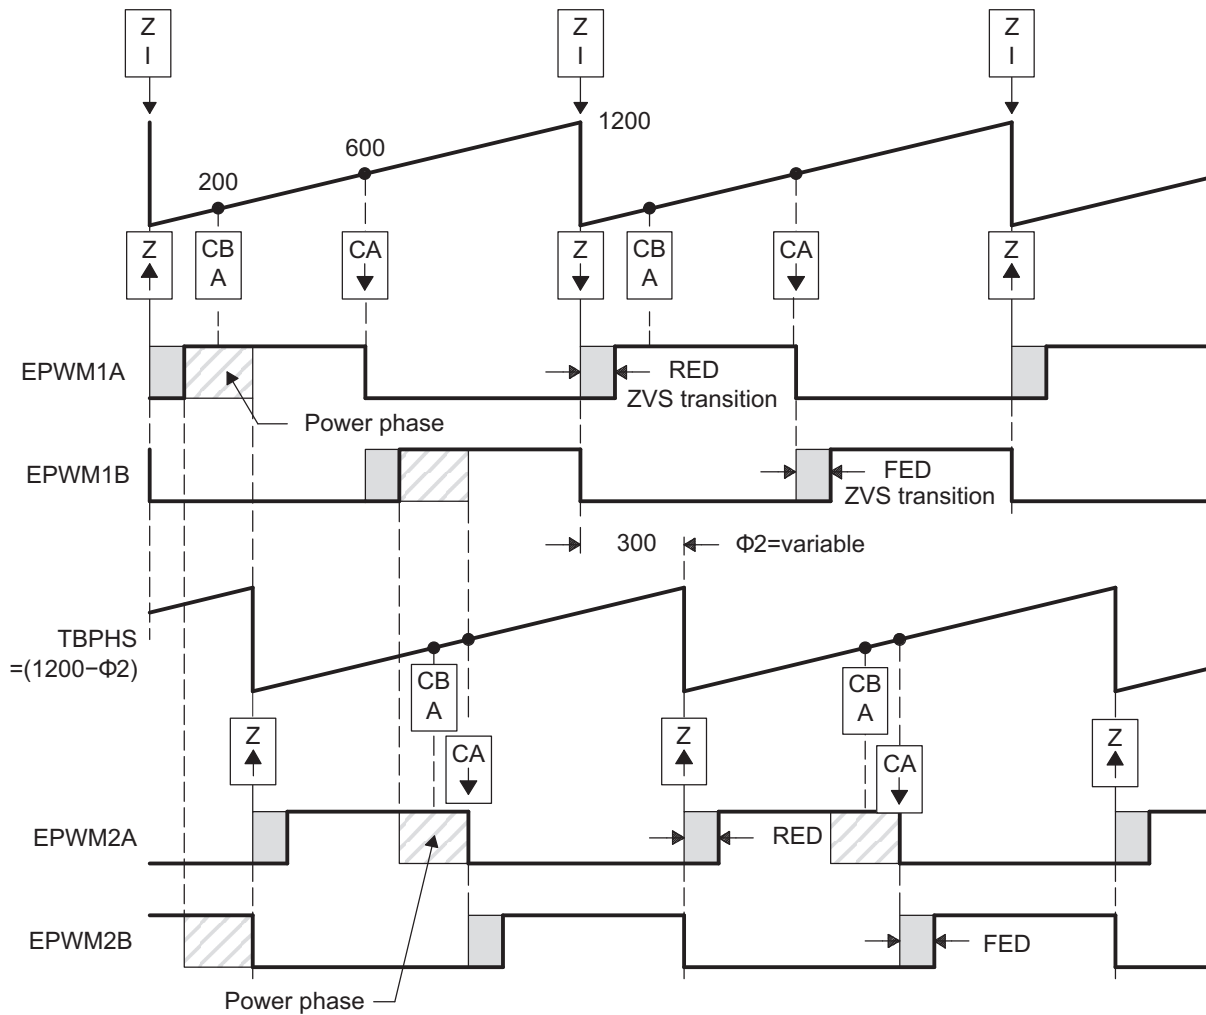 Z
I
Z
I
Z
I
1200
600
200
Z
CB
A
CA
Z
CB
A
CA
Z
EPWM1A
RED
ZVS transition
Power phase
EPWM1B
FED
ZVS transition
300
Φ2=variable
TBPHS
=(1200−Φ2)
CB
A
CB
A
Z
CA
Z
CA
Z
EPWM2A
RED
EPWM2B
FED
Power phase